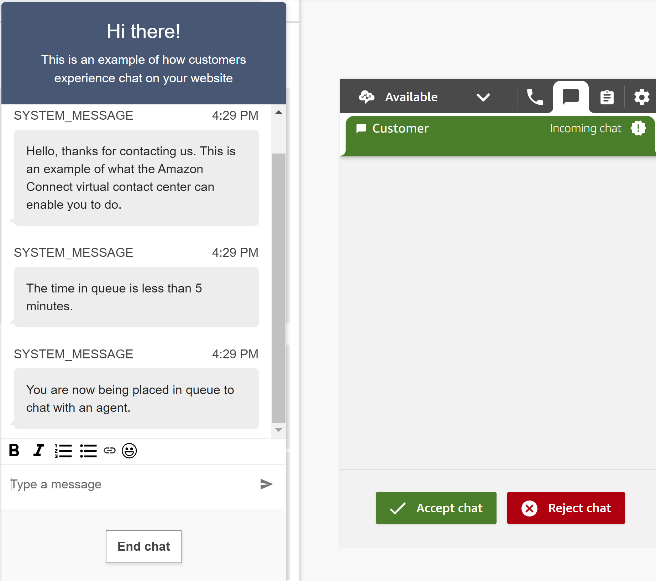 Hi there!
This is an example of how customers
experience chat on your website
SYSTEM_MESSAGE 4:29 PM
Hello, thanks for contacting us. This is
an example of what the Amazon
Connect virtual contact center can
enable you to do.
SYSTEM_MESSAGE 4:29 PM
The time in queue is less than 5
minutes.
SYSTEM_MESSAGE 4:29 PM
You are now being placed in queue to
chat with an agent.
B I
Type a message
End chat
Available
Customer Incoming chat
Accept chat Reject chat